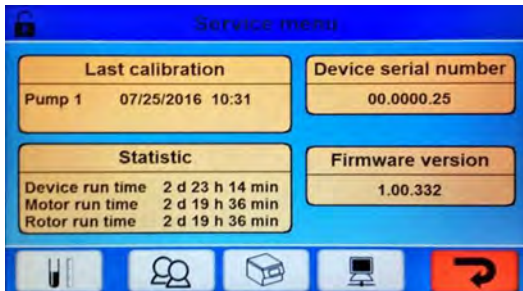 Service menu
Last calibration
Pump 1 07/25/2016 10:31
Device serial number
00.0000.25
Statistic
Device run time 2 d 23 h 14 min
Motor run time 2 d 19 h 36 min
Rotor run time 2 d 19 h 36 min
Firmware version
1.00.332